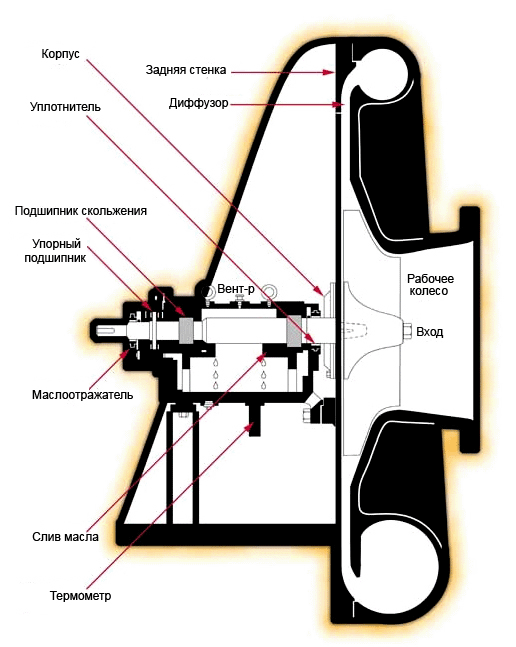 Корпус
Задняя стенка
Уплотнитель
Диффузор
Подшипник скольжения
Упорный
подшипник
Вент-р
Рабочее
колесо
Вход
Маслоотражатель
Слив масла
Термометр